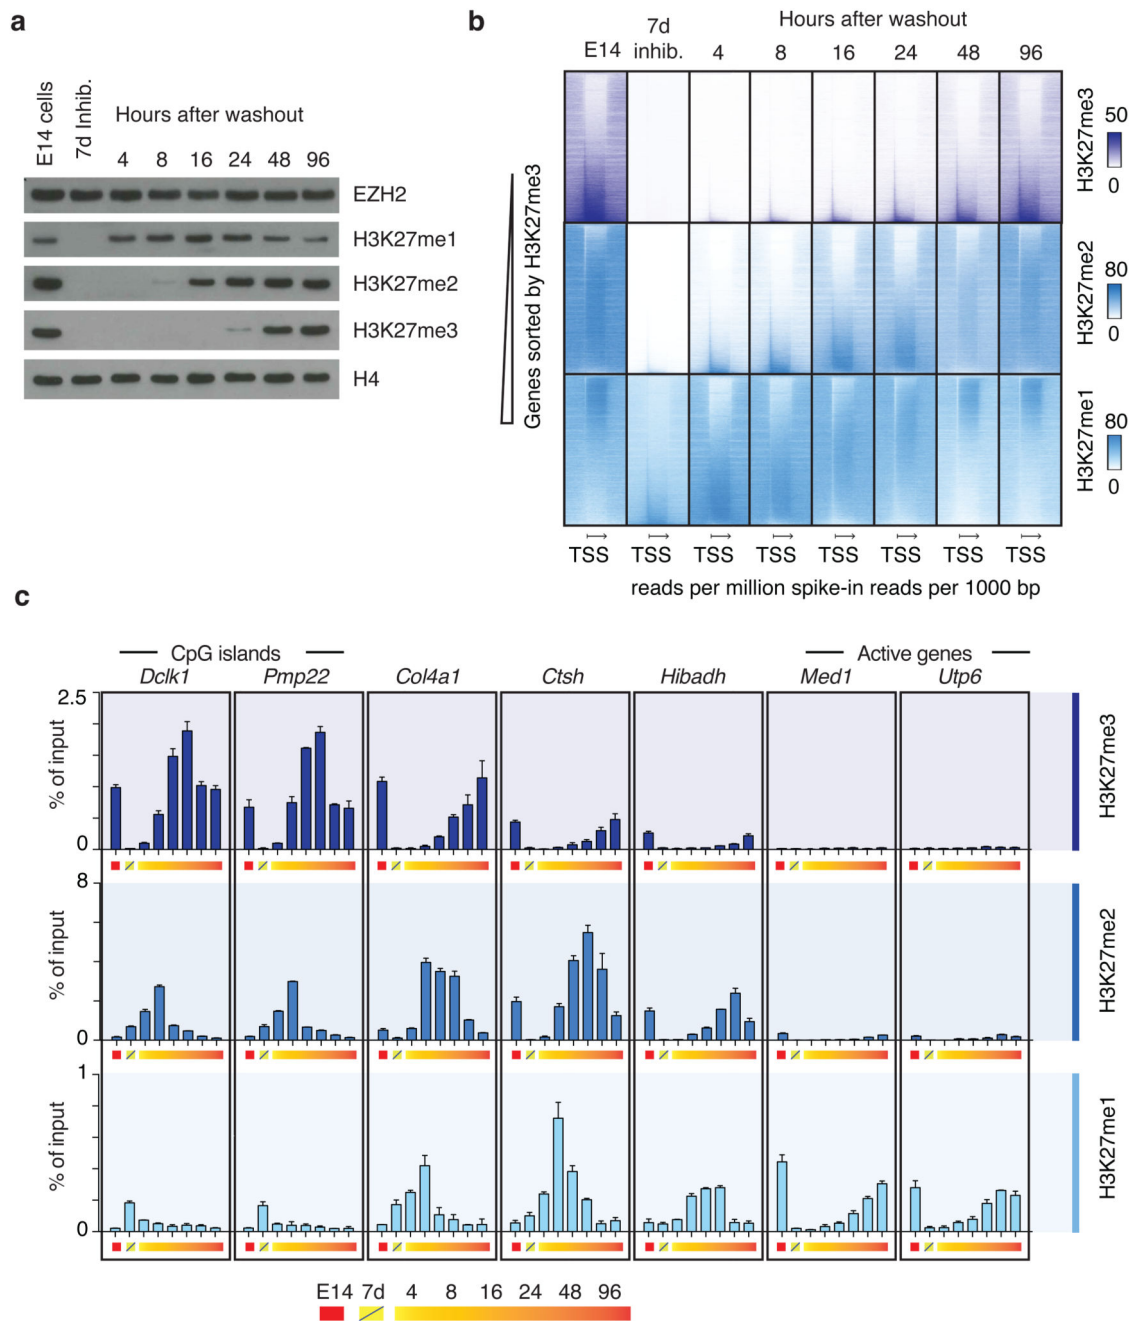 a
E14 cells
7d Inhib.
Hours after washout
4 8 16 24 48 96
EZH2
H3K27me1
H3K27me2
H3K27me3
H4
b
Hours after washout
E14
7d
inhib.
4 8 16 24 48 96
Genes sorted by H3K27me3
H3K27me3
50
0
H3K27me2
80
0
H3K27me1
80
0
TSS TSS TSS TSS TSS TSS TSS TSS
reads per million spike-in reads per 1000 bp
c
CpG islands
Active genes
Dclk1 Pmp22 Col4a1 Ctsh Hibadh Med1 Utp6
2.5
% of input
0
H3K27me3
8
% of input
0
H3K27me2
1
% of input
0
H3K27me1
E14 7d 4 8 16 24 48 96